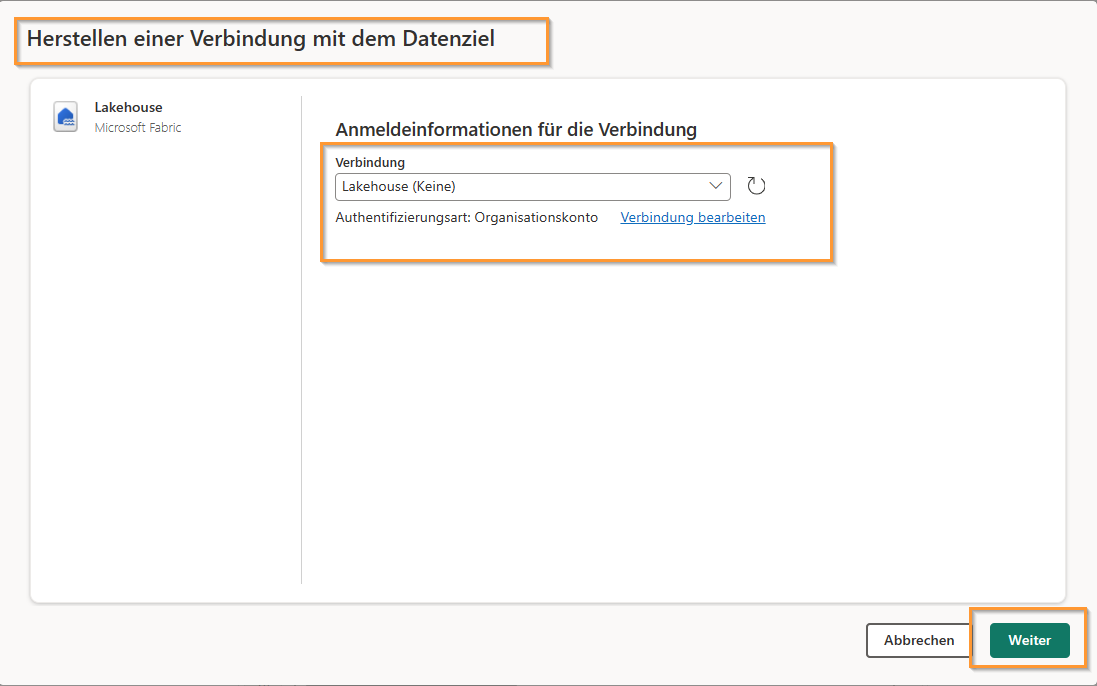 Herstellen einer Verbindung mit dem Datenziel
Lakehouse
Microsoft Fabric
Anmeldeinformationen für die Verbindung
Verbindung
Lakehouse (Keine)
Authentifizierungsart: Organisationskonto Verbindung bearbeiten
Abbrechen Weiter